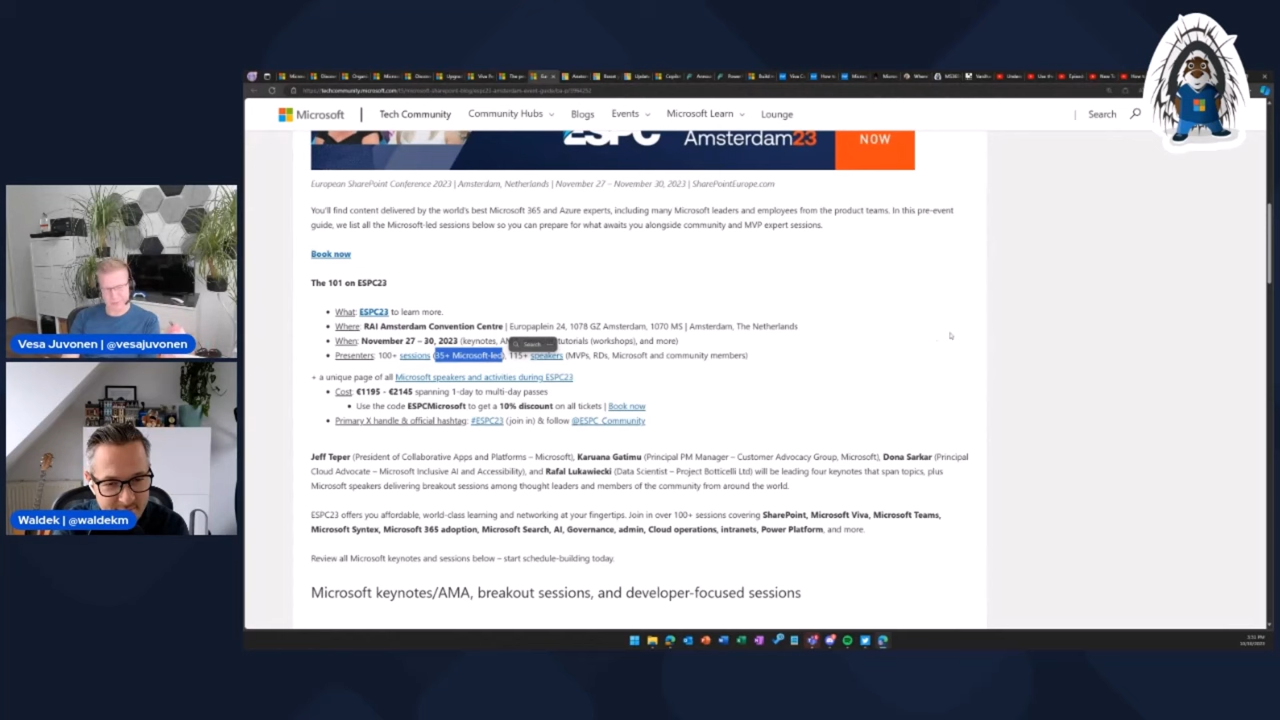 Microsoft
Tech Community
Community Hubs
Blogs
Events
Microsoft Learn
Lounge
Search
ESPC
Amsterdam23
NOW
European SharePoint Conference 2023 | Amsterdam, Netherlands | November 27 – November 30, 2023 | SharePointEurope.com
You'll find content delivered by the world's best Microsoft 365 and Azure experts, including many Microsoft leaders and employees from the product teams. In this pre-event
guide, we list all the Microsoft-led sessions below so you can prepare for what awaits you alongside community and MVP expert sessions.
Book now
The 101 on ESPC23
What: ESPC23 to learn more.
Where: RAI Amsterdam Convention Centre | Europaplein 24, 1078 GZ Amsterdam, 1070 MS | Amsterdam, The Netherlands
When: November 27 – 30, 2023 (keynotes, tutorials (workshops), and more)
Search
Presenters: 100+ sessions (35+ Microsoft-led), 115+ speakers (MVPs, RDs, Microsoft and community members)
+ a unique page of all Microsoft speakers and activities during ESPC23
Cost: €1195 - €2145 spanning 1-day to multi-day passes
Use the code ESPCMicrosoft to get a 10% discount on all tickets | Book now
Primary X handle & official hashtag: #ESPC23 (join in) & follow @ESPC_Community
Jeff Teper (President of Collaborative Apps and Platforms – Microsoft), Karuana Gatimu (Principal PM Manager – Customer Advocacy Group, Microsoft), Dona Sarkar (Principal
Cloud Advocate – Microsoft Inclusive AI and Accessibility), and Rafal Lukawiecki (Data Scientist – Project Botticelli Ltd) will be leading four keynotes that span topics, plus
Microsoft speakers delivering breakout sessions among thought leaders and members of the community from around the world.
ESPC23 offers you affordable, world-class learning and networking at your fingertips. Join in over 100+ sessions covering SharePoint, Microsoft Viva, Microsoft Teams,
Microsoft Syntex, Microsoft 365 adoption, Microsoft Search, AI, Governance, admin, Cloud operations, intranets, Power Platform, and more.
Review all Microsoft keynotes and sessions below – start schedule-building today.
Microsoft keynotes/AMA, breakout sessions, and developer-focused sessions
Vesa Juvonen | @vesajuvonen
Waldek | @waldekm